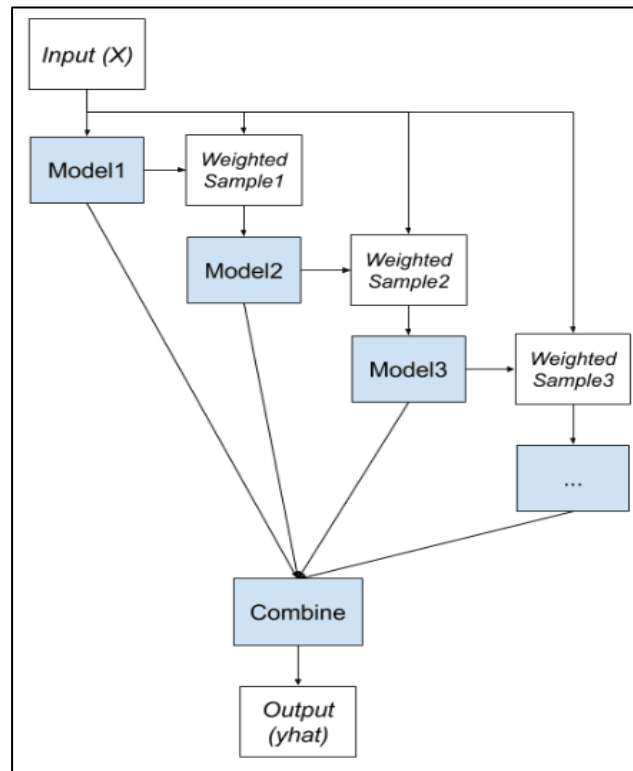 Input (X)
Model1
Weighted
Sample1
Model2
Weighted
Sample2
Model3
Weighted
Sample3
...
Combine
Output
(yhat)